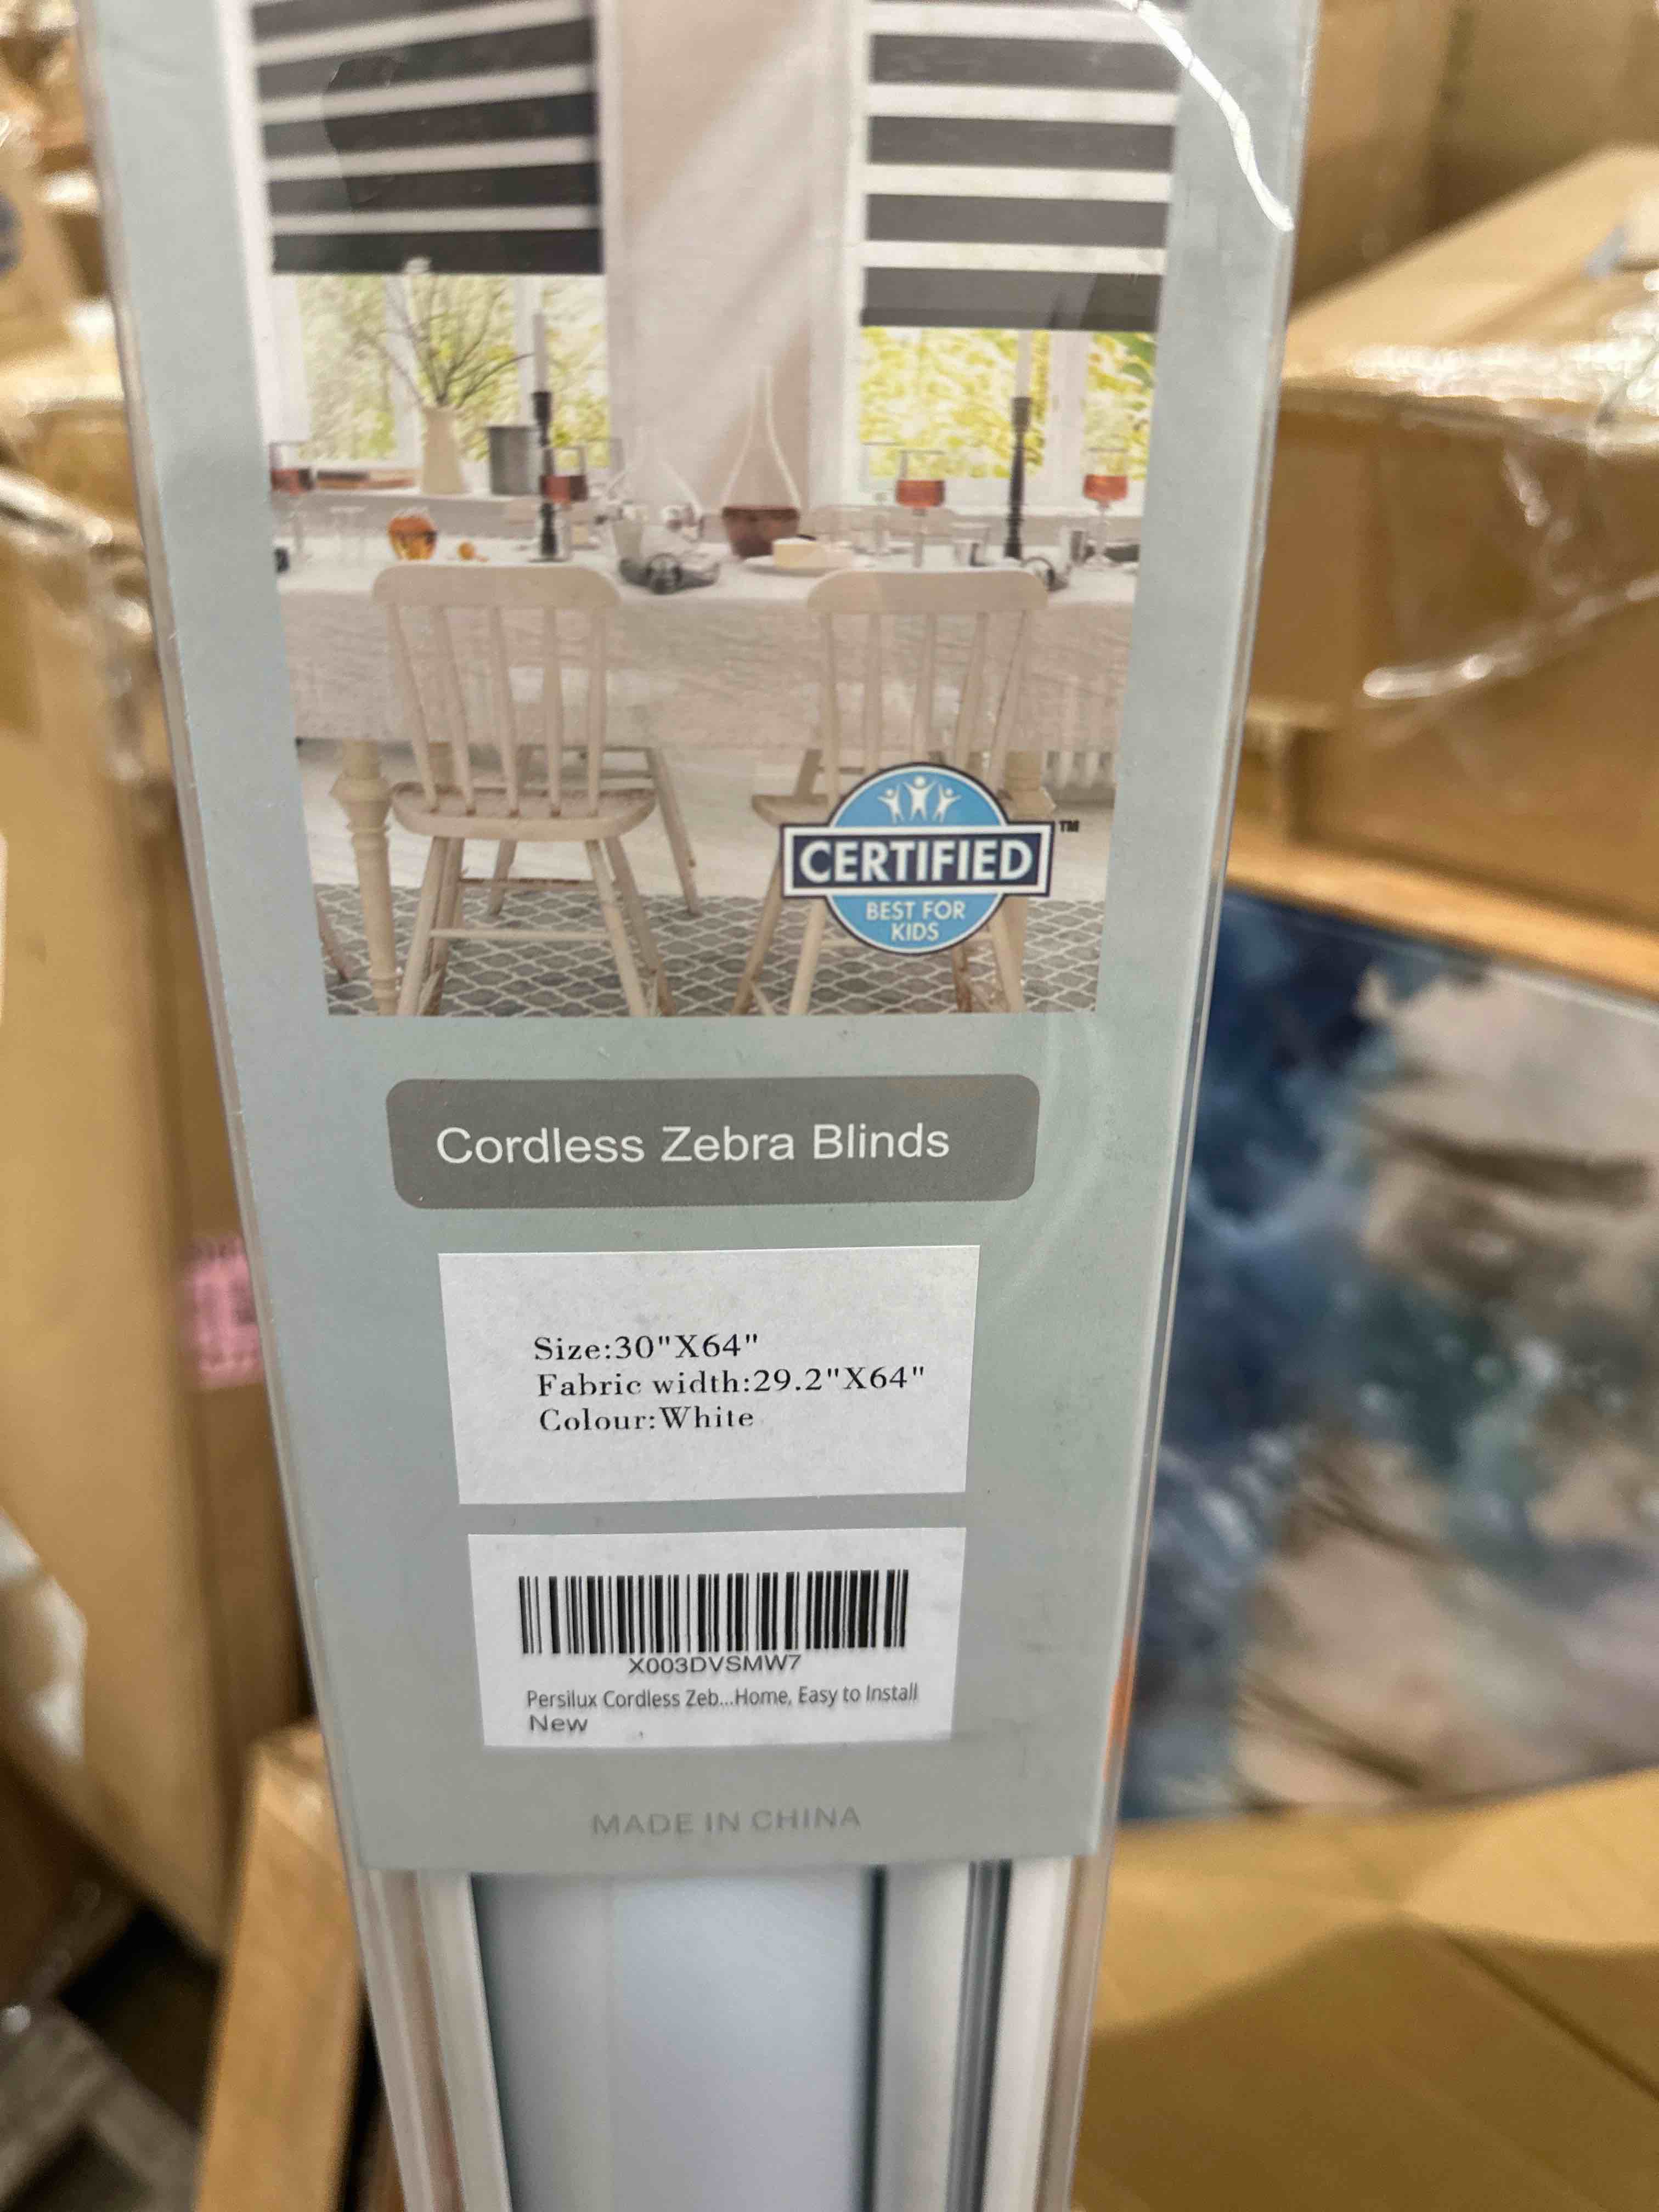 CERTIFIED™
BEST FOR
KIDS
Cordless Zebra Blinds
Size:30"X64"
Fabric width:29.2"X64"
Colour:White
X003DVSMW7
Persilux Cordless Zeb...Home, Easy to Install
New
MADE IN CHINA